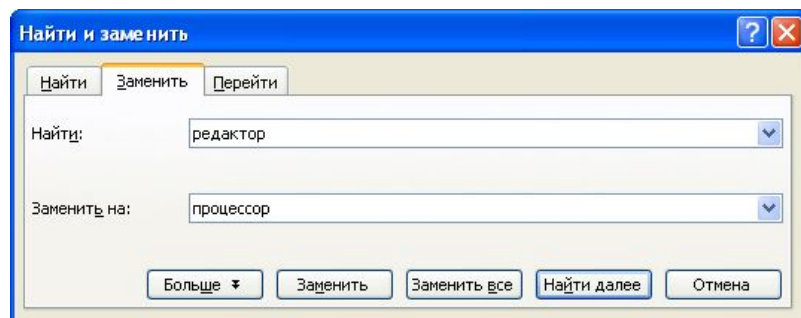 Найти и заменить
Найти Заменить Перейти
Найти: редактор
Заменить на: процессор
Больше Заменить Заменить все Найти далее Отмена